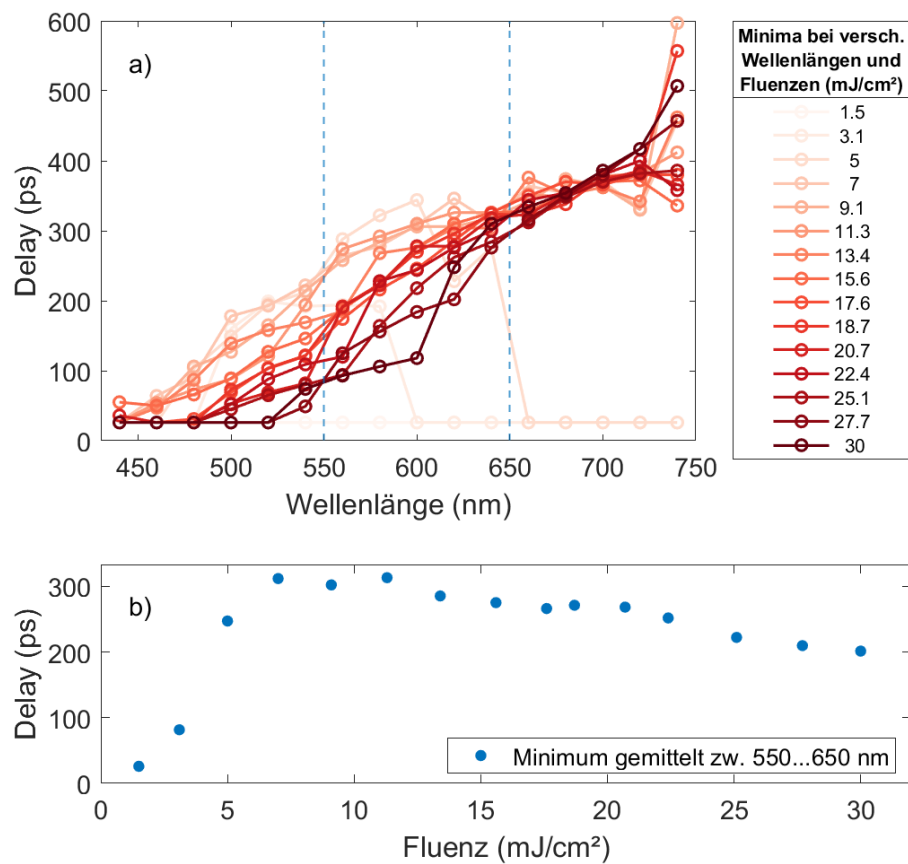 a)
600
500
400
300
200
100
0
Delay (ps)
450 500 550 600 650 700 750
Wellenlänge (nm)
Minima bei versch.
Wellenlängen und
Fluenzen (mJ/cm²)
1.5
3.1
5
7
9.1
11.3
13.4
15.6
17.6
18.7
20.7
22.4
25.1
27.7
30
b)
300
200
100
0
Delay (ps)
Minimum gemittelt zw. 550...650 nm
0 5 10 15 20 25 30
Fluenz (mJ/cm²)